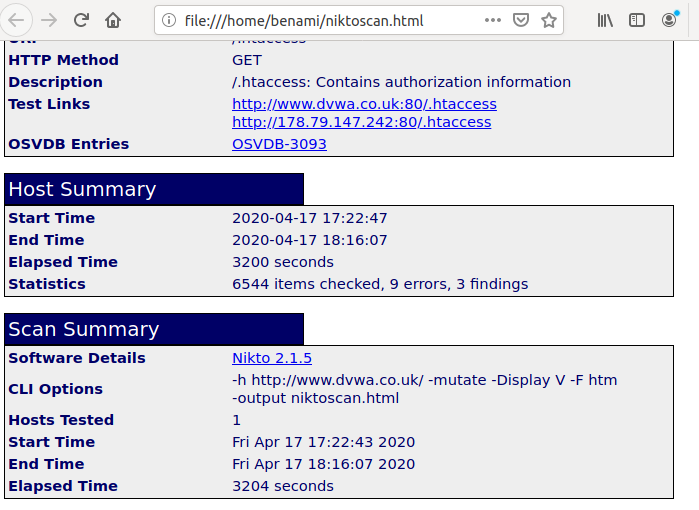 file:///home/benami/niktoscan.html
HTTP Method GET
Description /.htaccess: Contains authorization information
Test Links http://www.dvwa.co.uk:80/.htaccess
http://178.79.147.242:80/.htaccess
OSVDB Entries OSVDB-3093
Host Summary
Start Time 2020-04-17 17:22:47
End Time 2020-04-17 18:16:07
Elapsed Time 3200 seconds
Statistics 6544 items checked, 9 errors, 3 findings
Scan Summary
Software Details Nikto 2.1.5
CLI Options -h http://www.dvwa.co.uk/ -mutate -Display V -F htm
-output niktoscan.html
Hosts Tested 1
Start Time Fri Apr 17 17:22:43 2020
End Time Fri Apr 17 18:16:07 2020
Elapsed Time 3204 seconds